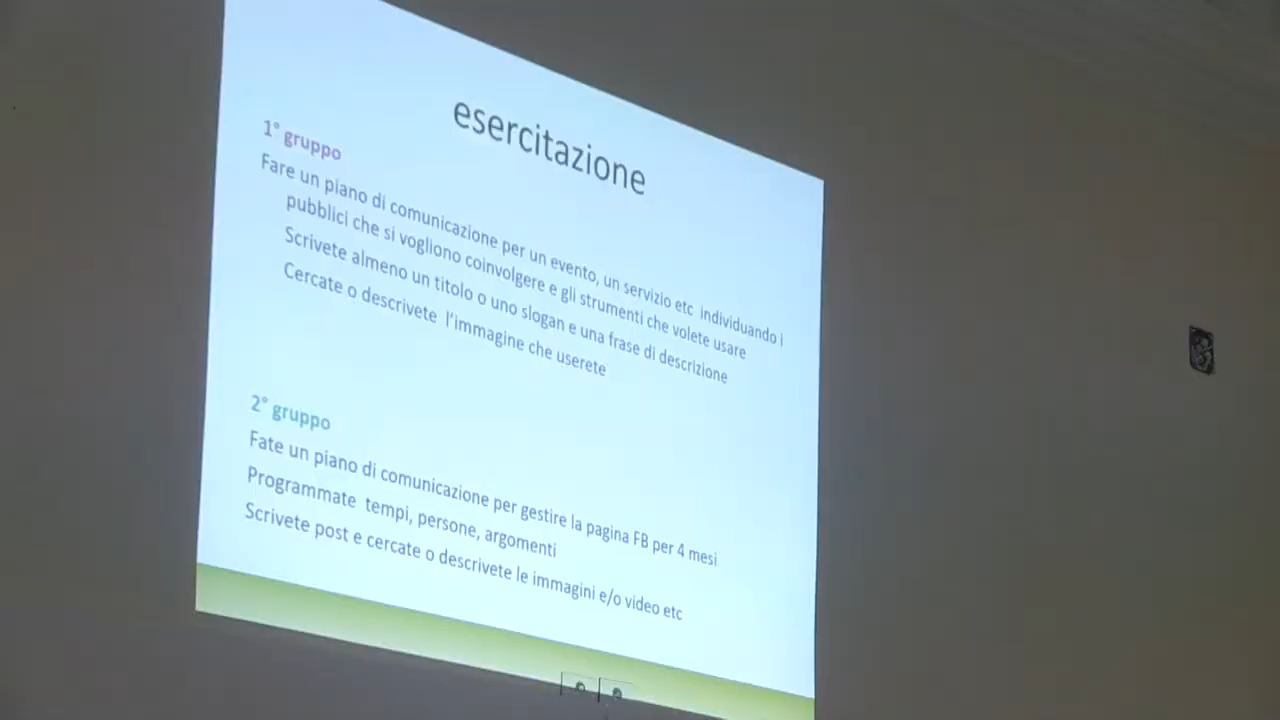 esercitazione
1° gruppo
Fare un piano di comunicazione per un evento, un servizio etc individuando i
pubblici che si vogliono coinvolgere e gli strumenti che volete usare
Scrivete almeno un titolo o uno slogan e una frase di descrizione
Cercate o descrivete l'immagine che userete
2° gruppo
Fate un piano di comunicazione per gestire la pagina FB per 4 mesi
Programmate tempi, persone, argomenti
Scrivete post e cercate o descrivete le immagini e/o video etc